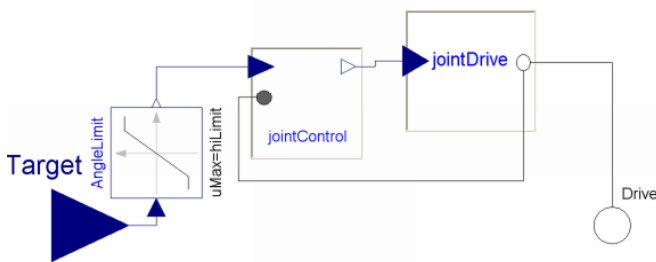 Target
AngleLimit
uMax=hiLimit
jointControl
jointDrive
Drive